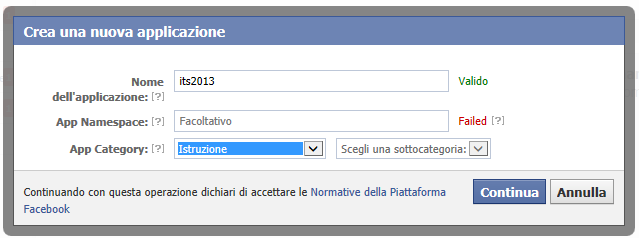 Crea una nuova applicazione
Nome dell'applicazione: [?] its2013 Valido
App Namespace: [?] Facoltativo Failed [?]
App Category: [?] Istruzione Scegli una sottocategoria:
Continuando con questa operazione dichiari di accettare le Normative della Piattaforma
Facebook
Continua Annulla